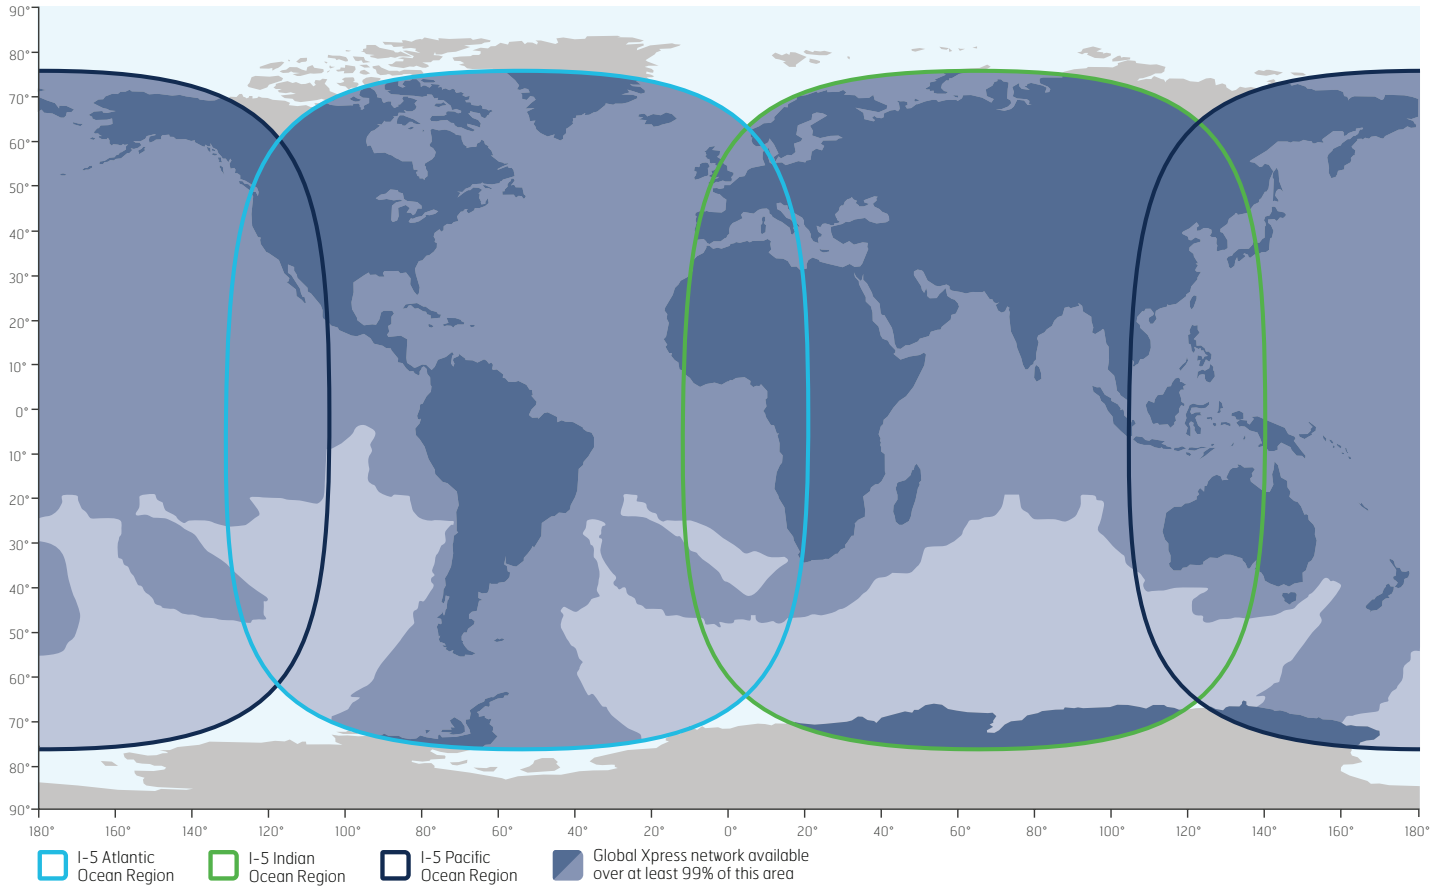 90°
80°
70°
60°
50°
40°
30°
20°
10°
0°
10°
20°
30°
40°
50°
60°
70°
80°
90°
180° 160° 140° 120° 100° 80° 60° 40° 20° 0° 20° 40° 60° 80° 100° 120° 140° 160° 180°
I-5 Atlantic
Ocean Region
I-5 Indian
Ocean Region
I-5 Pacific
Ocean Region
Global Xpress network available
over at least 99% of this area